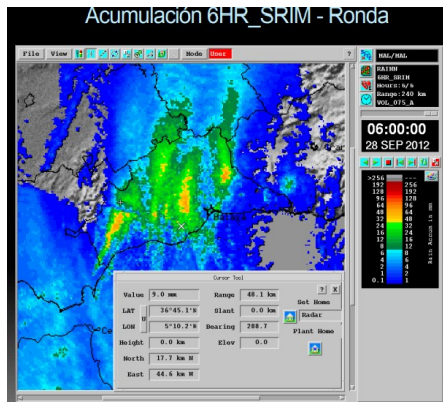 Acumulación 6HR_SRIM - Ronda
File View Node User ?
MAL/MAL
RAINN
6HR_SRIM
Hours:6/6
Range:240 km
VOL_075_A
06:00:00
28 SEP 2012
>256 ---
192 256
128 192
96 128
64 96
48 64
32 48
24 32
16 24
12 16
8 12
6 8
4 6
2 4
1 2
0.1 1
Rain Accum in mm
Cursor Tool
? X
Value 9.0 mm Range 48.1 km
Set Home
LAT 36°45.1'N Slant 0.0 km
U Radar
LON 5°10.2'W Bearing 288.7
Plant Home
Height 0.0 km Elev 0.0
North 17.7 km N
East 44.6 km W